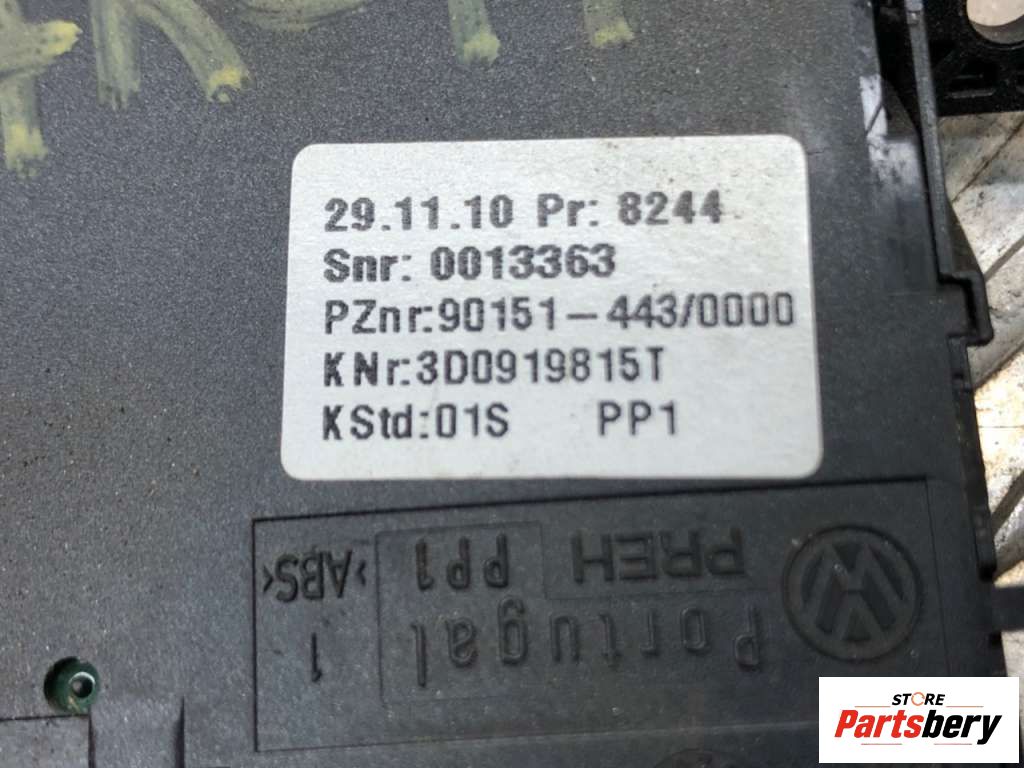 29.11.10 Pr: 8244
Snr: 0013363
PZnr:90151-443/0000
KNr:3D0919815T
KStd:01S PP1
>ABS< PP1 PREH
1 Portugal
STORE
Partsbery